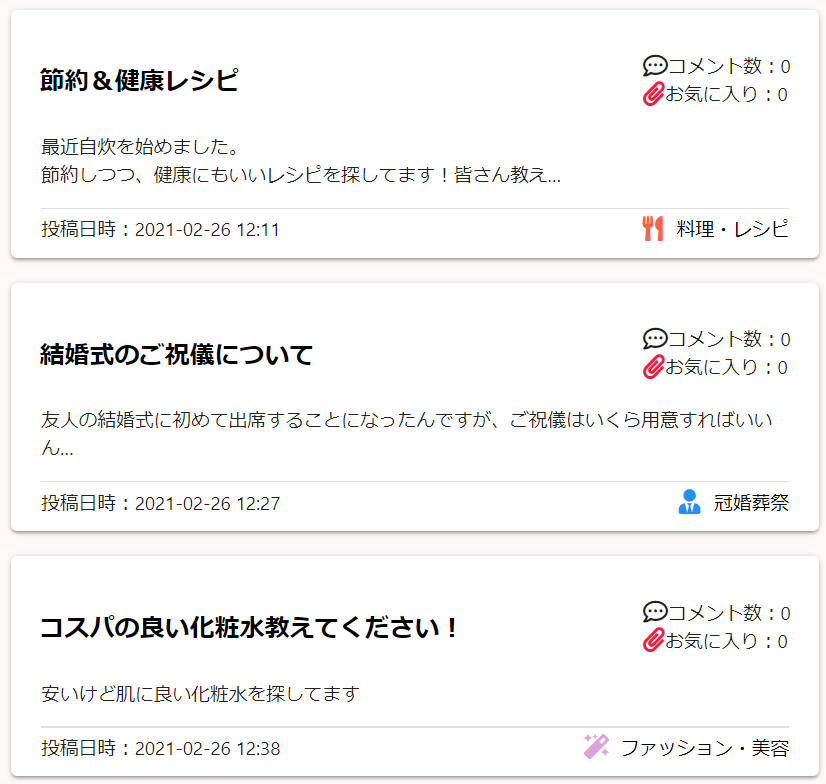 節約＆健康レシピ
コメント数：0
お気に入り：0
最近自炊を始めました。
節約しつつ、健康にもいいレシピを探してます！皆さん教え...
投稿日時：2021-02-26 12:11
料理・レシピ
結婚式のご祝儀について
コメント数：0
お気に入り：0
友人の結婚式に初めて出席することになったんですが、ご祝儀はいくら用意すればいい
ん...
投稿日時：2021-02-26 12:27
冠婚葬祭
コスパの良い化粧水教えてください！
コメント数：0
お気に入り：0
安いけど肌に良い化粧水を探してます
投稿日時：2021-02-26 12:38
ファッション・美容